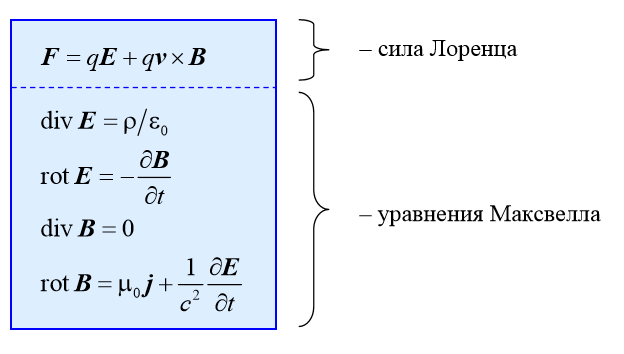 F = qE + qv × B
– сила Лоренца
div E = ρ/ε₀
rot E = −∂B/∂t
– уравнения Максвелла
div B = 0
rot B = μ₀j + 1/c² ∂E/∂t